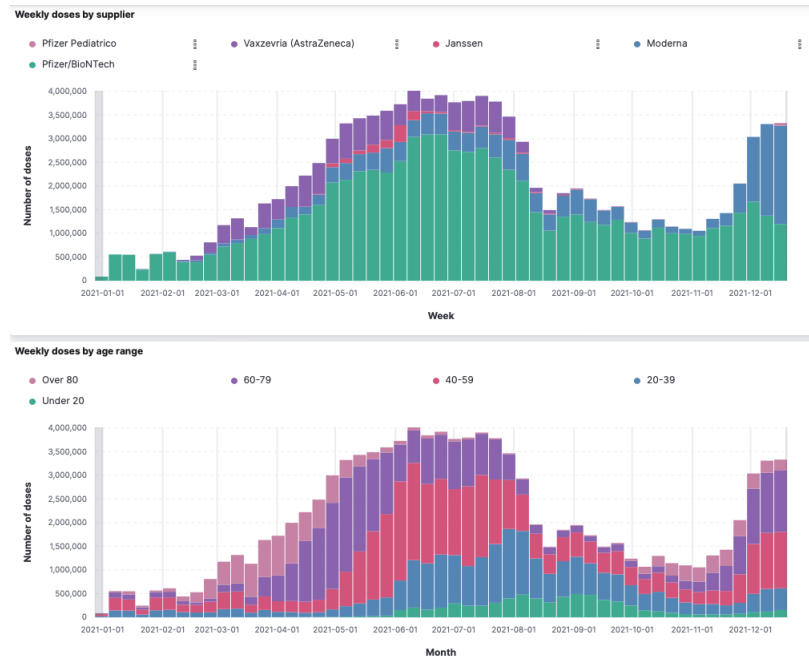 Weekly doses by supplier
Pfizer Pediatrico Vaxzevria (AstraZeneca) Janssen Moderna
Pfizer/BioNTech
4,000,000
3,500,000
3,000,000
2,500,000
2,000,000
1,500,000
1,000,000
500,000
0
Number of doses
2021-01-01 2021-02-01 2021-03-01 2021-04-01 2021-05-01 2021-06-01 2021-07-01 2021-08-01 2021-09-01 2021-10-01 2021-11-01 2021-12-01
Week
Weekly doses by age range
Over 80 60-79 40-59 20-39
Under 20
4,000,000
3,500,000
3,000,000
2,500,000
2,000,000
1,500,000
1,000,000
500,000
0
Number of doses
2021-01-01 2021-02-01 2021-03-01 2021-04-01 2021-05-01 2021-06-01 2021-07-01 2021-08-01 2021-09-01 2021-10-01 2021-11-01 2021-12-01
Month